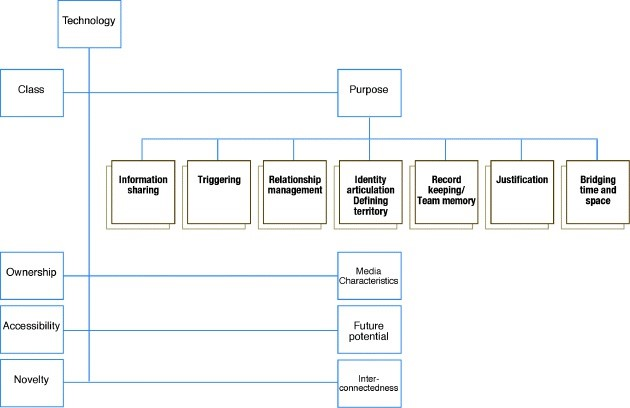 Technology
Class
Purpose
Information
sharing
Triggering
Relationship
management
Identity
articulation
Defining
territory
Record
keeping/
Team memory
Justification
Bridging
time and
space
Ownership
Media
Characteristics
Accessibility
Future
potential
Novelty
Inter-
connectedness